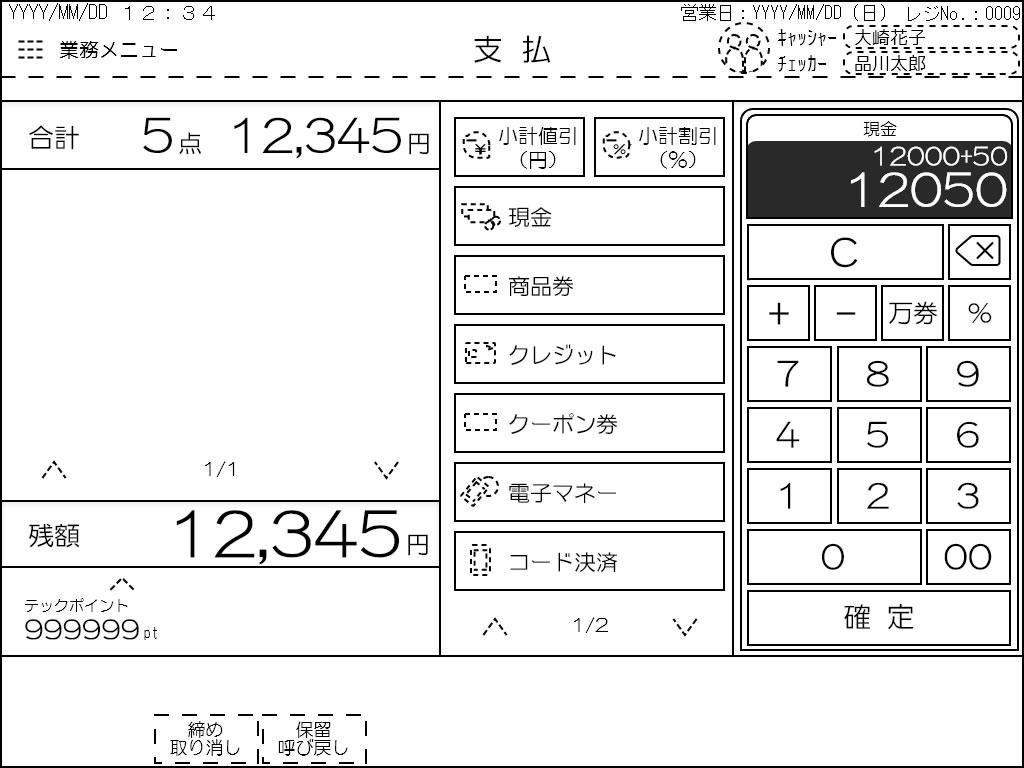 YYYY/MM/DD 12:34
営業日:YYYY/MM/DD (日) レジNo.:0009
業務メニュー
支払
ｷｬｯｼｬｰ 大崎花子
ﾁｪｯｶｰ 品川太郎
合計 5点 12,345円
1/1
残額 12,345円
テックポイント
999999pt
小計値引
(円)
小計割引
(%)
現金
商品券
クレジット
クーポン券
電子マネー
コード決済
1/2
現金
12000+50
12050
C
+ - 万券 %
7 8 9
4 5 6
1 2 3
0 00
確定
締め
取り消し
保留
呼び戻し